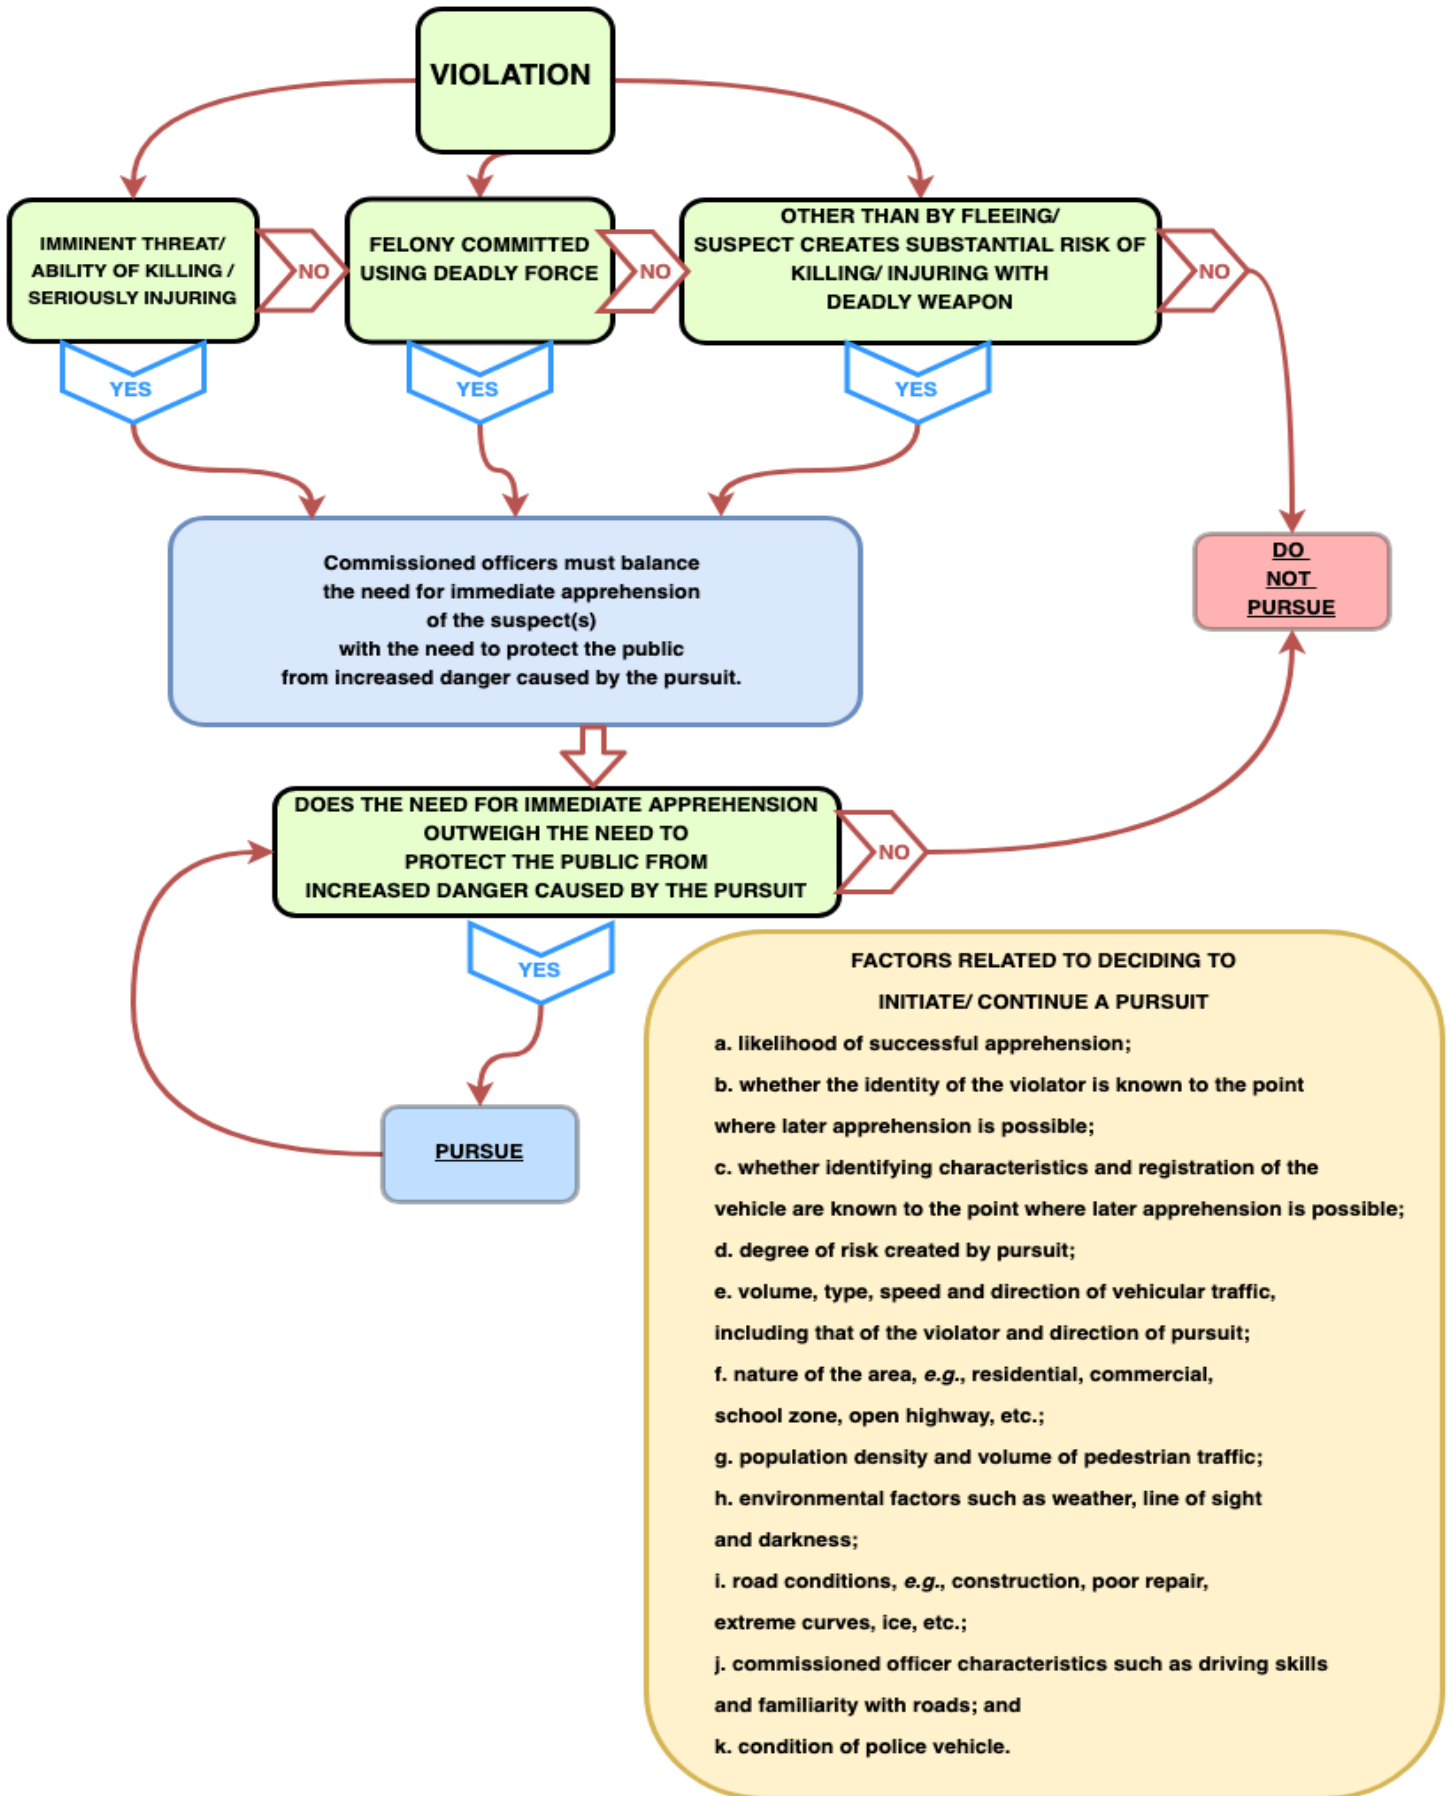 VIOLATION
IMMINENT THREAT/
ABILITY OF KILLING /
SERIOUSLY INJURING
NO
FELONY COMMITTED
USING DEADLY FORCE
NO
OTHER THAN BY FLEEING/
SUSPECT CREATES SUBSTANTIAL RISK OF
KILLING/ INJURING WITH
DEADLY WEAPON
NO
YES
YES
YES
Commissioned officers must balance
the need for immediate apprehension
of the suspect(s)
with the need to protect the public
from increased danger caused by the pursuit.
DO
NOT
PURSUE
DOES THE NEED FOR IMMEDIATE APPREHENSION
OUTWEIGH THE NEED TO
PROTECT THE PUBLIC FROM
INCREASED DANGER CAUSED BY THE PURSUIT
NO
YES
PURSUE
FACTORS RELATED TO DECIDING TO
INITIATE/ CONTINUE A PURSUIT
a. likelihood of successful apprehension;
b. whether the identity of the violator is known to the point
where later apprehension is possible;
c. whether identifying characteristics and registration of the
vehicle are known to the point where later apprehension is possible;
d. degree of risk created by pursuit;
e. volume, type, speed and direction of vehicular traffic,
including that of the violator and direction of pursuit;
f. nature of the area, e.g., residential, commercial,
school zone, open highway, etc.;
g. population density and volume of pedestrian traffic;
h. environmental factors such as weather, line of sight
and darkness;
i. road conditions, e.g., construction, poor repair,
extreme curves, ice, etc.;
j. commissioned officer characteristics such as driving skills
and familiarity with roads; and
k. condition of police vehicle.